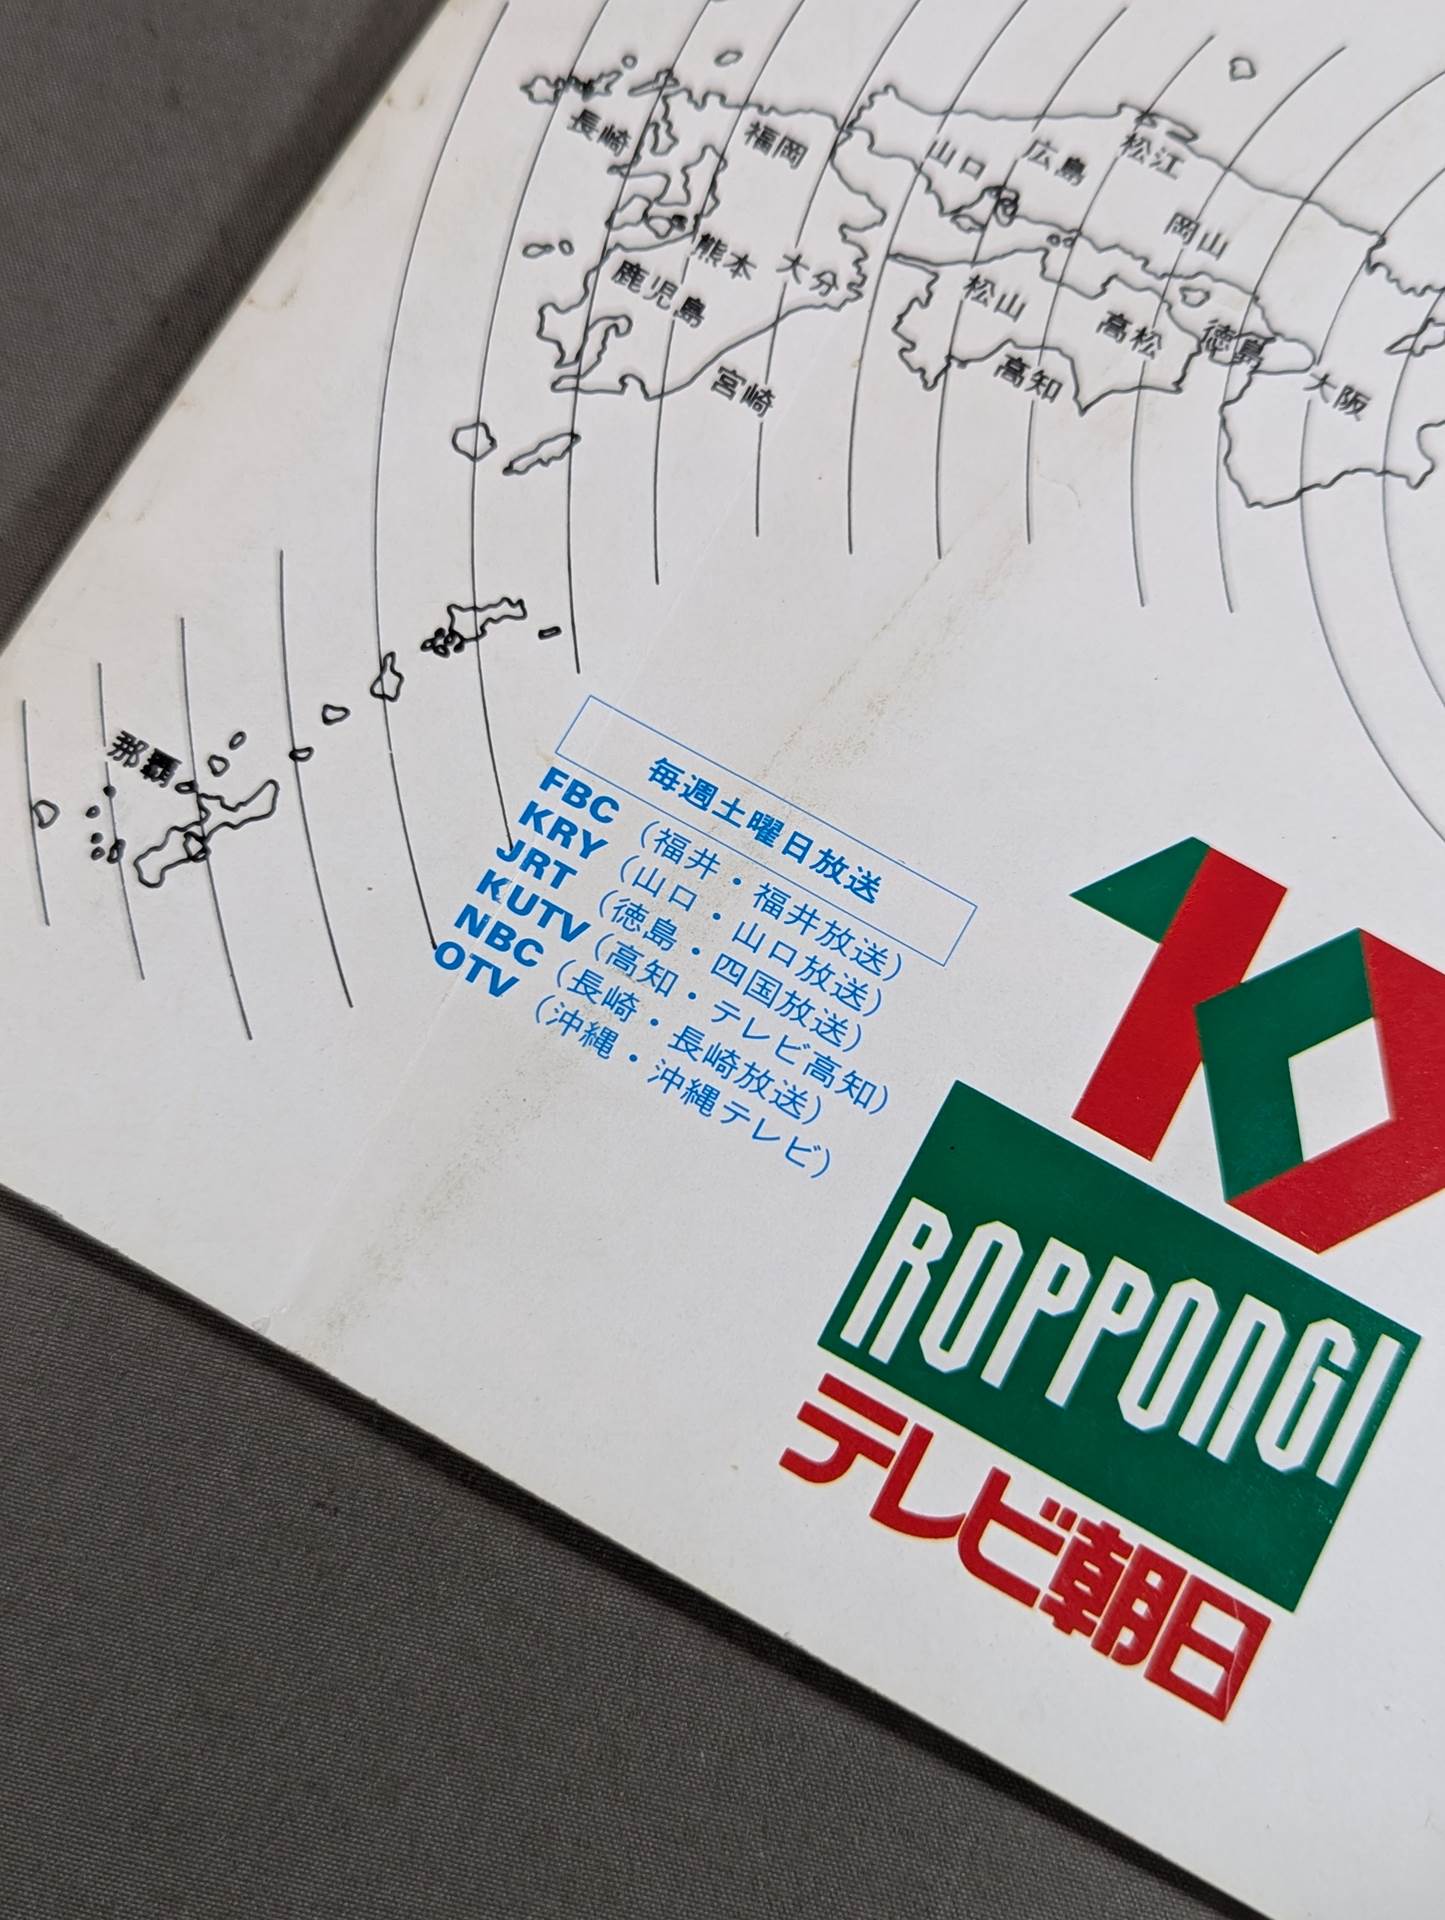 長崎
福岡
山口
広島
松江
岡山
熊本
大分
鹿児島
宮崎
松山
高松
徳島
高知
大阪
那覇
毎週土曜日放送
FBC (福井・福井放送)
KRY (山口・山口放送)
JRT (徳島・四国放送)
KUTV (高知・テレビ高知)
NBC (長崎・長崎放送)
OTV (沖縄・沖縄テレビ)
10
ROPPONGI
テレビ朝日